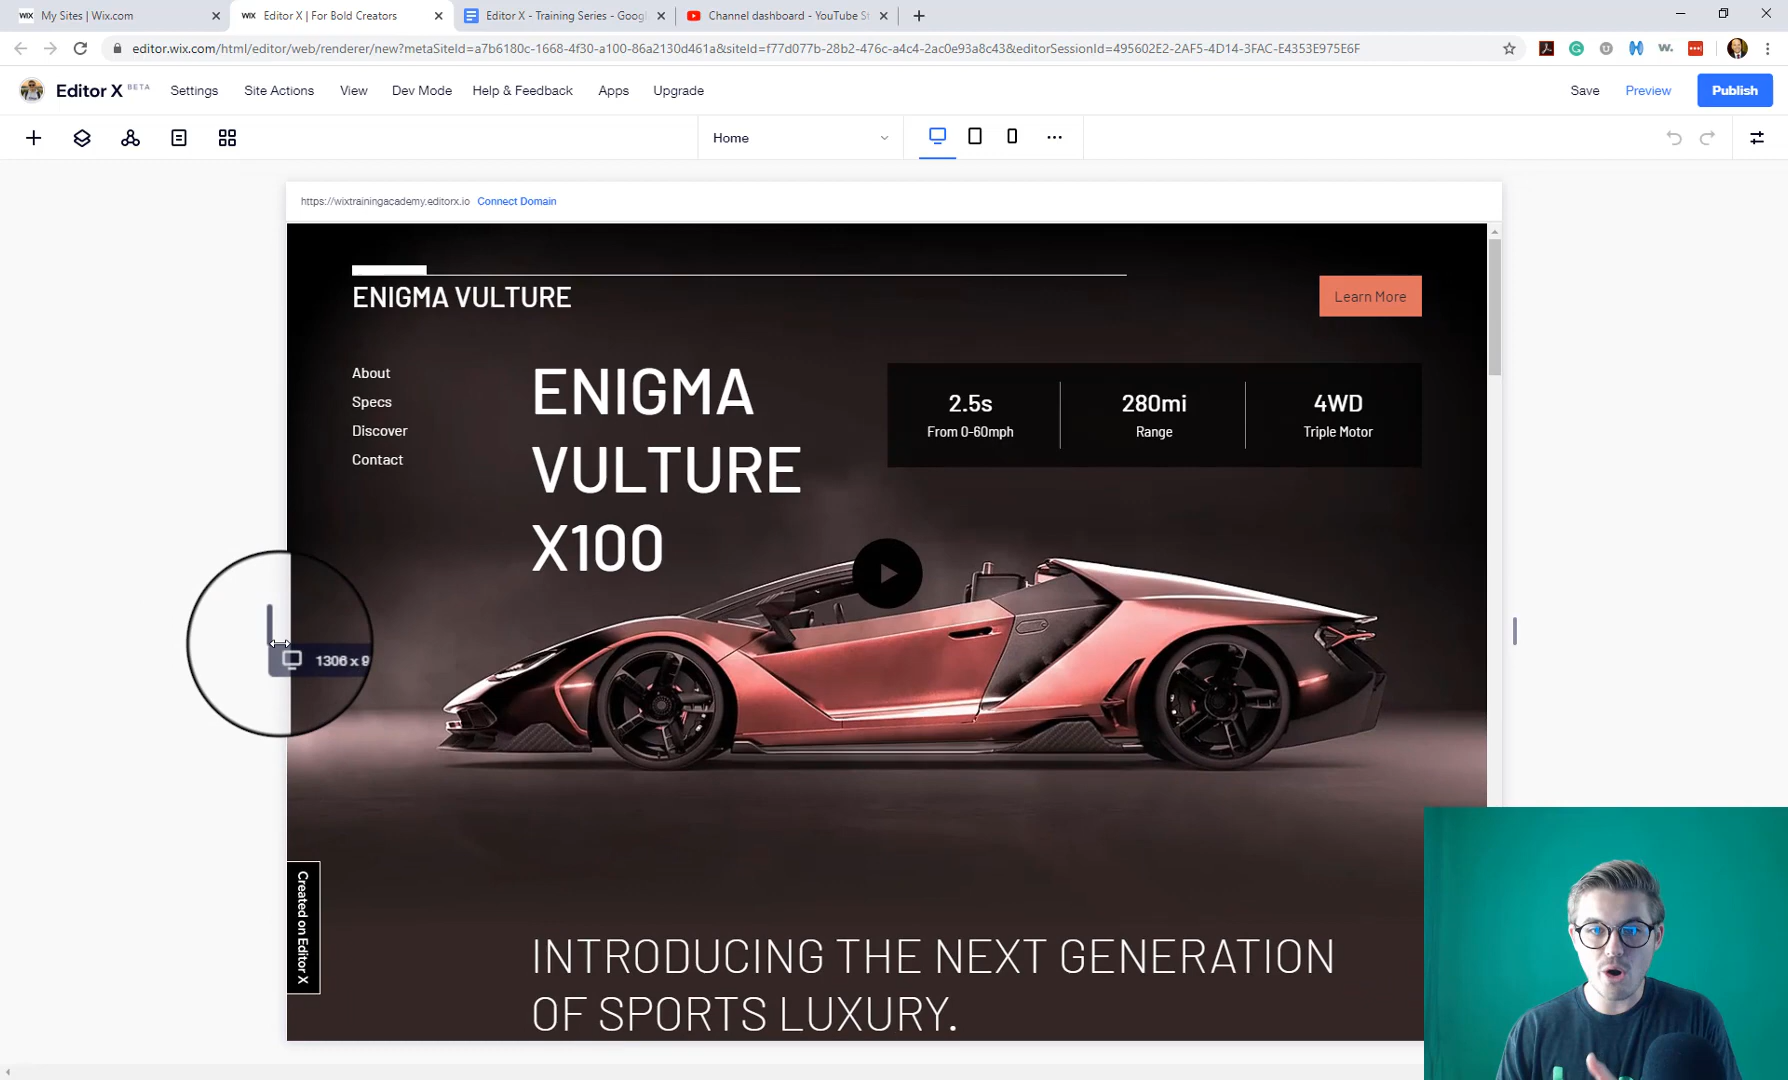 WIX My Sites | Wix.com
WIX Editor X | For Bold Creators
Editor X - Training Series - Googl
Channel dashboard - YouTube St
editor.wix.com/html/editor/web/renderer/new?metaSiteId=a7b6180c-1668-4f30-a100-86a2130d461a&siteId=f77d077b-28b2-476c-a4c4-2ac0e93a8c43&editorSessionId=495602E2-2AF5-4D14-3FAC-E4353E975E6F
Editor X BETA
Settings
Site Actions
View
Dev Mode
Help & Feedback
Apps
Upgrade
Save
Preview
Publish
Home
https://wixtrainingacademy.editorx.io Connect Domain
ENIGMA VULTURE
Learn More
About
Specs
Discover
Contact
ENIGMA
VULTURE
X100
2.5s
From 0-60mph
280mi
Range
4WD
Triple Motor
1306 x 9
Created on Editor X
INTRODUCING THE NEXT GENERATION
OF SPORTS LUXURY.